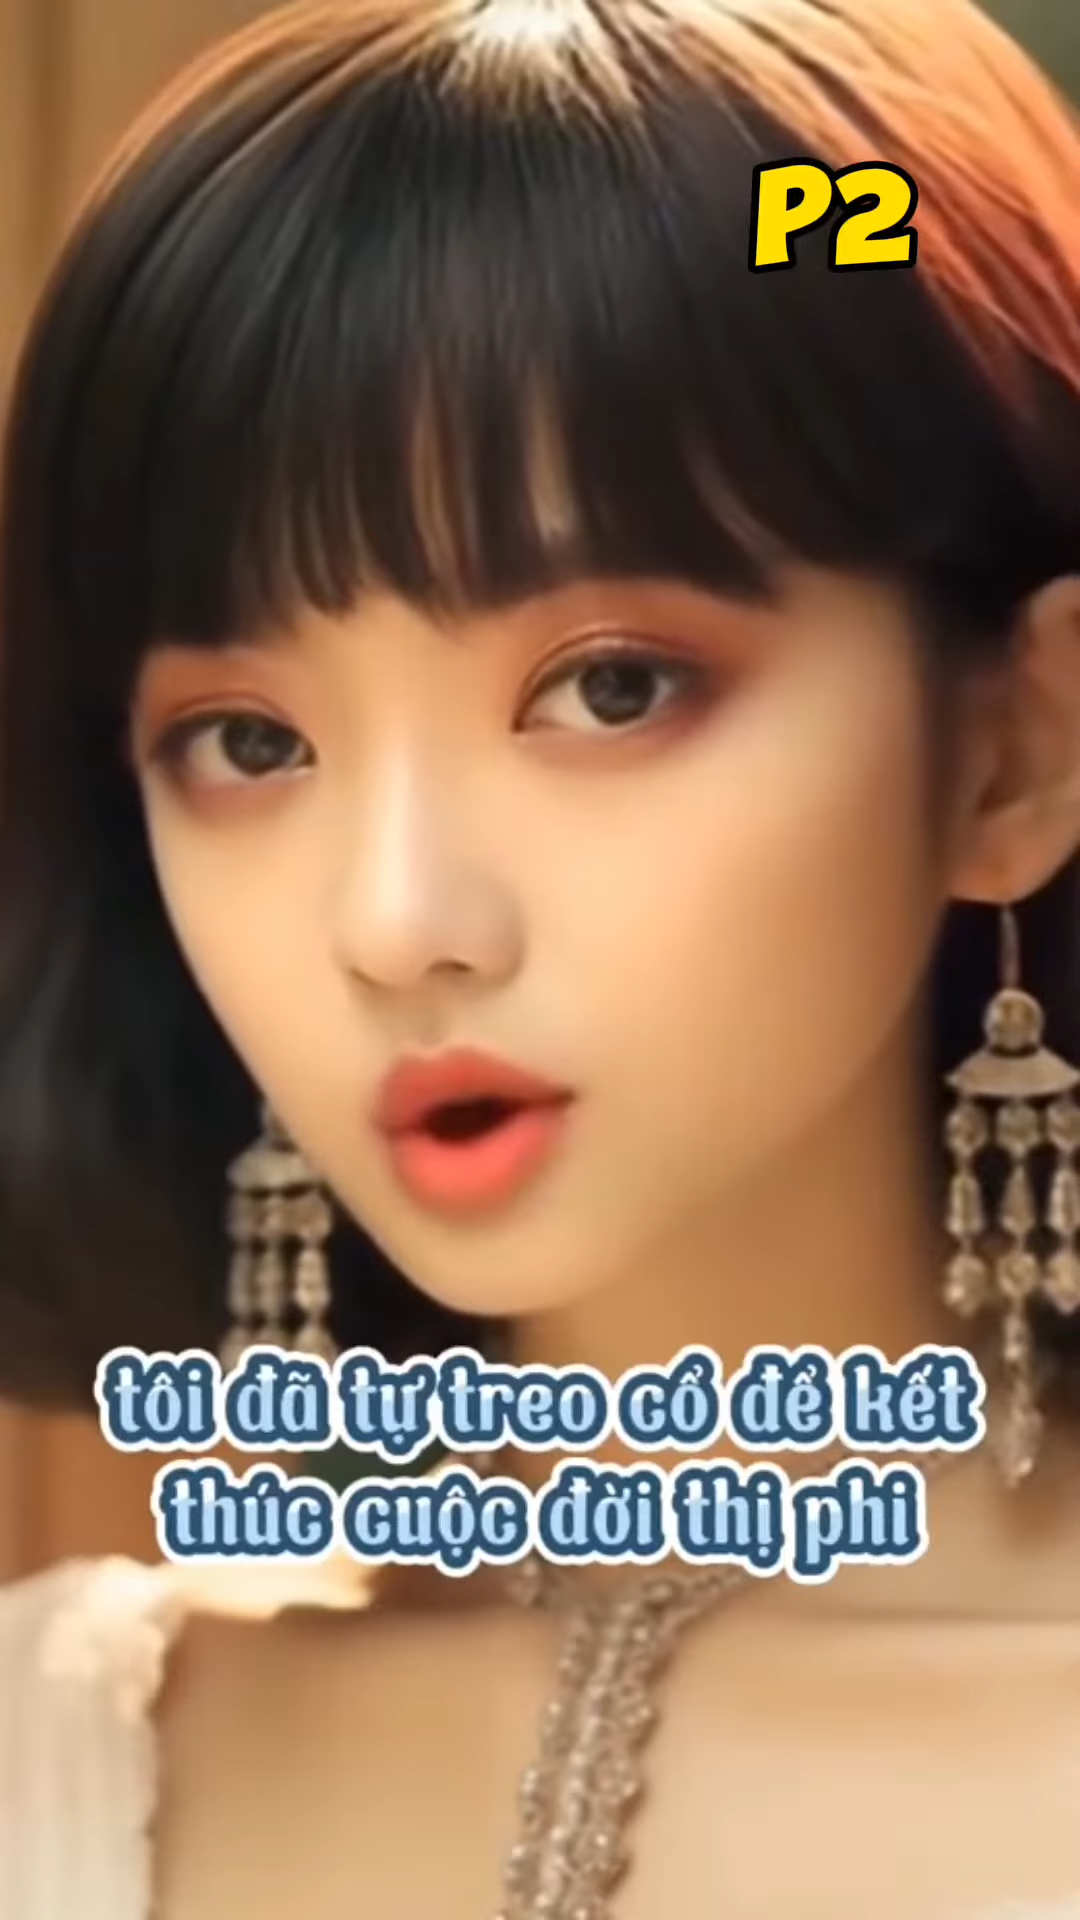 P2
tôi đã tự treo cổ để kết
thúc cuộc đời thị phi